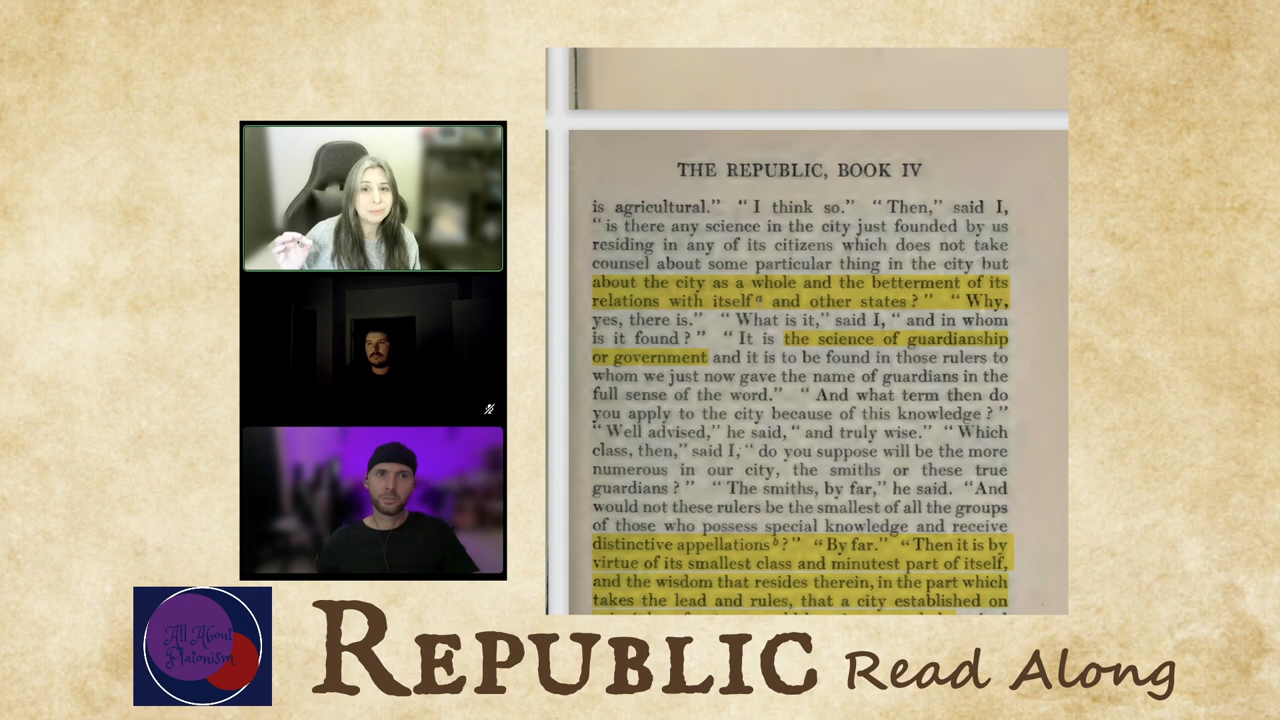 THE REPUBLIC, BOOK IV
is agricultural.” “I think so.” “Then,” said I,
“is there any science in the city just founded by us
residing in any of its citizens which does not take
counsel about some particular thing in the city but
about the city as a whole and the betterment of its
relations with itself ᵃ and other states?” “Why,
yes, there is.” “What is it,” said I, “and in whom
is it found?” “It is the science of guardianship
or government and it is to be found in those rulers to
whom we just now gave the name of guardians in the
full sense of the word.” “And what term then do
you apply to the city because of this knowledge?”
“Well advised,” he said, “and truly wise.” “Which
class, then,” said I, “do you suppose will be the more
numerous in our city, the smiths or these true
guardians?” “The smiths, by far,” he said. “And
would not these rulers be the smallest of all the groups
of those who possess special knowledge and receive
distinctive appellations ᵇ?” “By far.” “Then it is by
virtue of its smallest class and minutest part of itself,
and the wisdom that resides therein, in the part which
takes the lead and rules, that a city established on
All About
Platonism
REPUBLIC Read Along